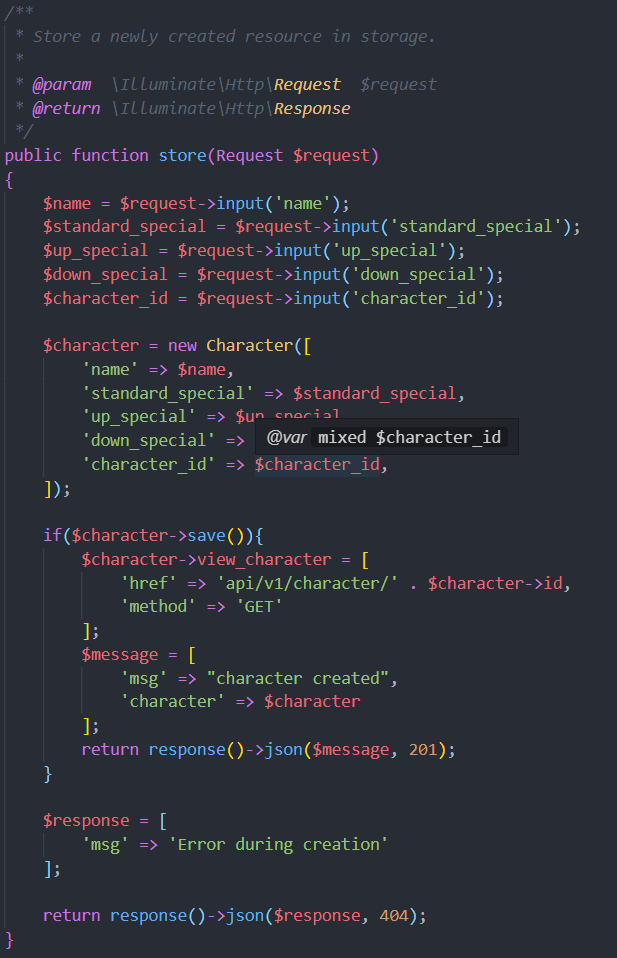 /**
 * Store a newly created resource in storage.
 *
 * @param  \Illuminate\Http\Request  $request
 * @return \Illuminate\Http\Response
 */
public function store(Request $request)
{
    $name = $request->input('name');
    $standard_special = $request->input('standard_special');
    $up_special = $request->input('up_special');
    $down_special = $request->input('down_special');
    $character_id = $request->input('character_id');

    $character = new Character([
        'name' => $name,
        'standard_special' => $standard_special,
        'up_special' => $up_special
        'down_special' =>
@var mixed $character_id
        'character_id' => $character_id,
    ]);

    if($character->save()){
        $character->view_character = [
            'href' => 'api/v1/character/' . $character->id,
            'method' => 'GET'
        ];
        $message = [
            'msg' => "character created",
            'character' => $character
        ];
        return response()->json($message, 201);
    }

    $response = [
        'msg' => 'Error during creation'
    ];

    return response()->json($response, 404);
}